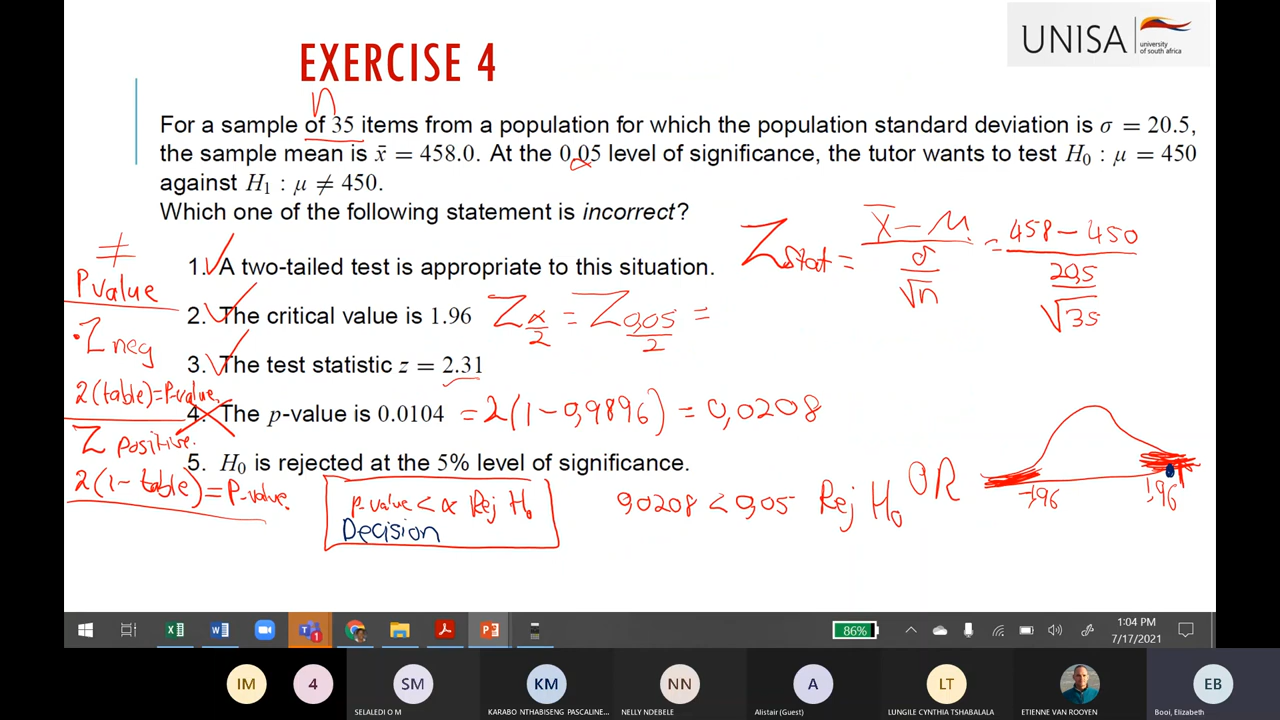 EXERCISE 4
UNISA
university
of south africa
n
For a sample of 35 items from a population for which the population standard deviation is σ = 20.5,
the sample mean is x̄ = 458.0. At the 0.05 level of significance, the tutor wants to test H₀ : μ = 450
α
against H₁ : μ ≠ 450.
Which one of the following statement is incorrect?
Z stat = (X̄ − μ) / (σ/√n) = (458 − 450) / (20,5/√35)
1. A two-tailed test is appropriate to this situation.
2. The critical value is 1.96 Z α/2 = Z 0,05/2 =
3. The test statistic z = 2.31
4. The p-value is 0.0104 = 2(1 − 0,9896) = 0,0208
5. H₀ is rejected at the 5% level of significance.
≠
P value
· Z neg
2(table) = P-value
Z positive.
2(1 - table) = P-value.
p-value < α Rej H₀
Decision
0,0208 < 0,05 Rej H₀ OR
-1,96
1,96
86%
1:04 PM
7/17/2021
IM
4
SM
KM
NN
A
LT
EB
SELALEDI O M
KARABO NTHABISENG PASCALINE...
NELLY NDEBELE
Alistair (Guest)
LUNGILE CYNTHIA TSHABALALA
ETIENNE VAN ROOYEN
Booi, Elizabeth